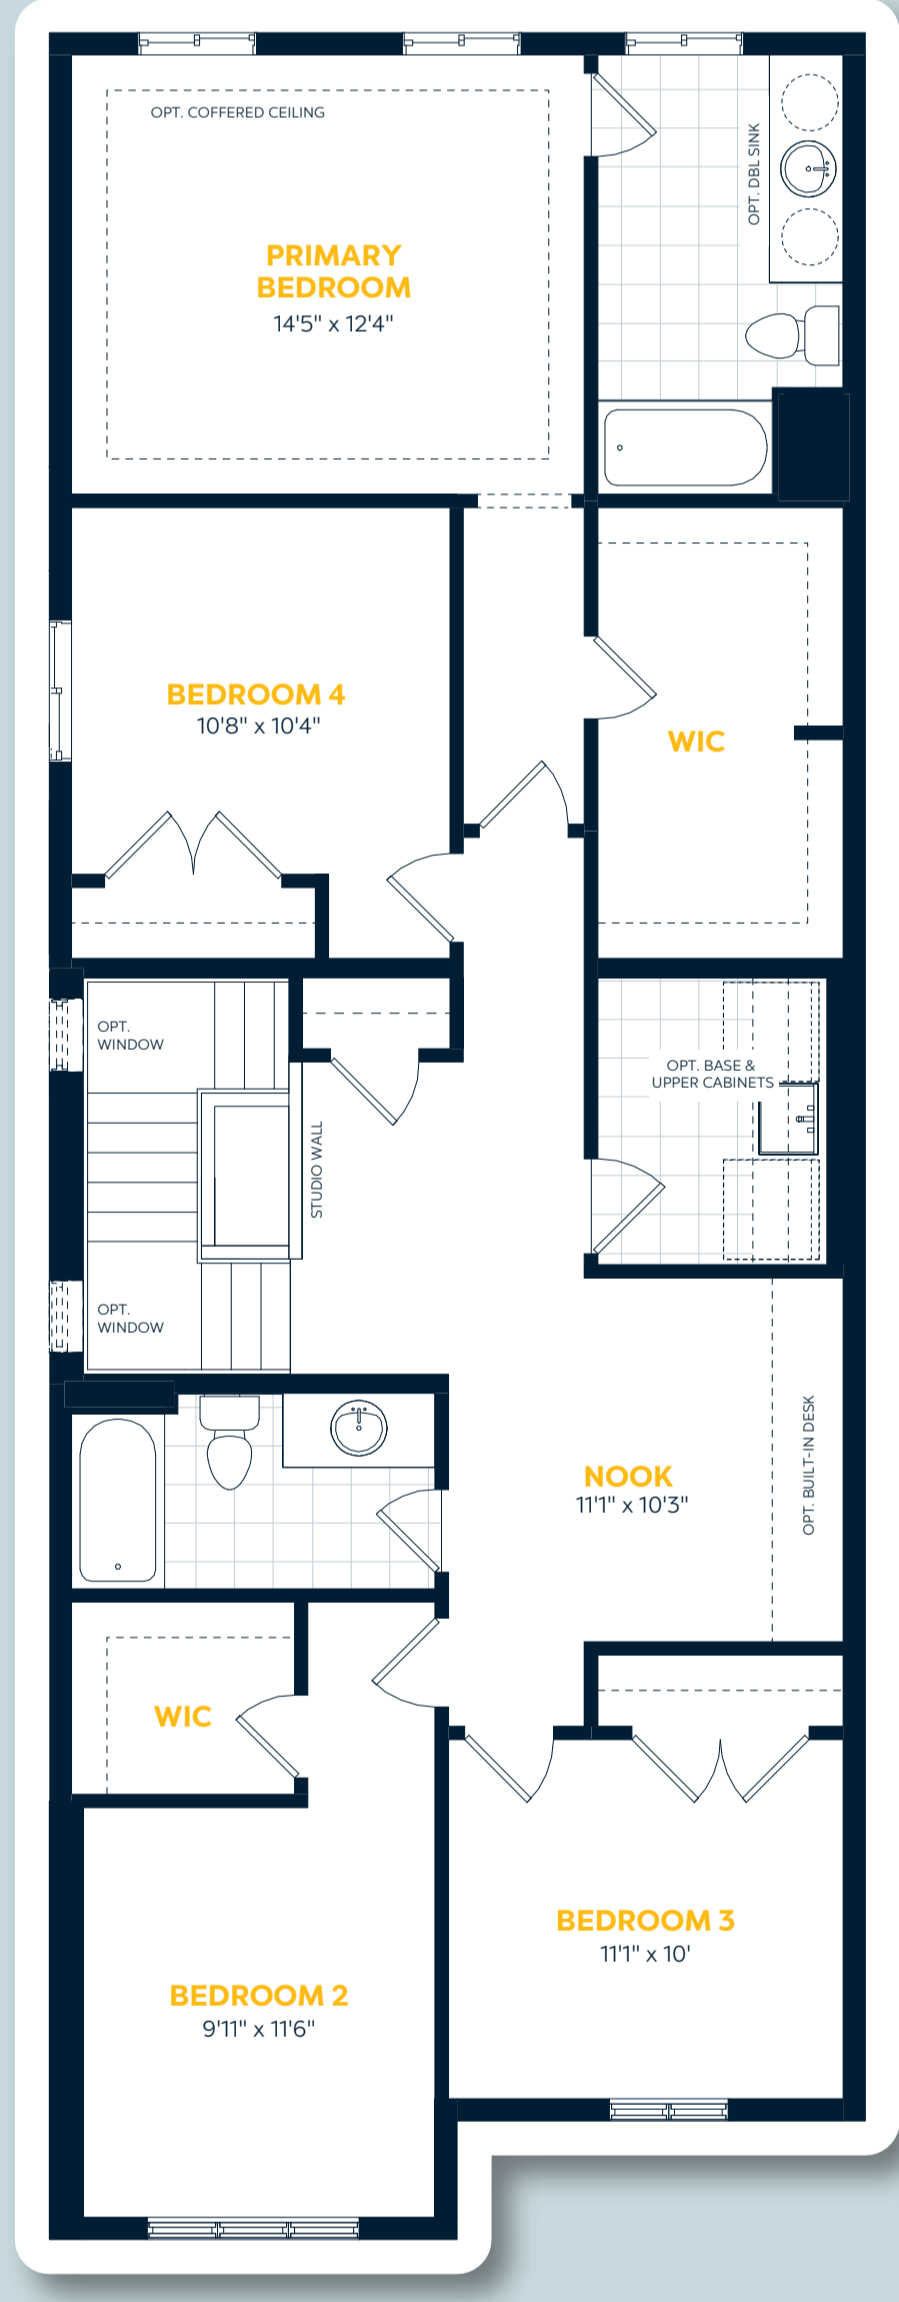 OPT. COFFERED CEILING
OPT. DBL SINK
PRIMARY
BEDROOM
14'5" x 12'4"
BEDROOM 4
10'8" x 10'4"
WIC
OPT.
WINDOW
OPT. BASE &
UPPER CABINETS
STUDIO WALL
OPT.
WINDOW
OPT. BUILT-IN DESK
NOOK
11'1" x 10'3"
WIC
BEDROOM 3
11'1" x 10'
BEDROOM 2
9'11" x 11'6"